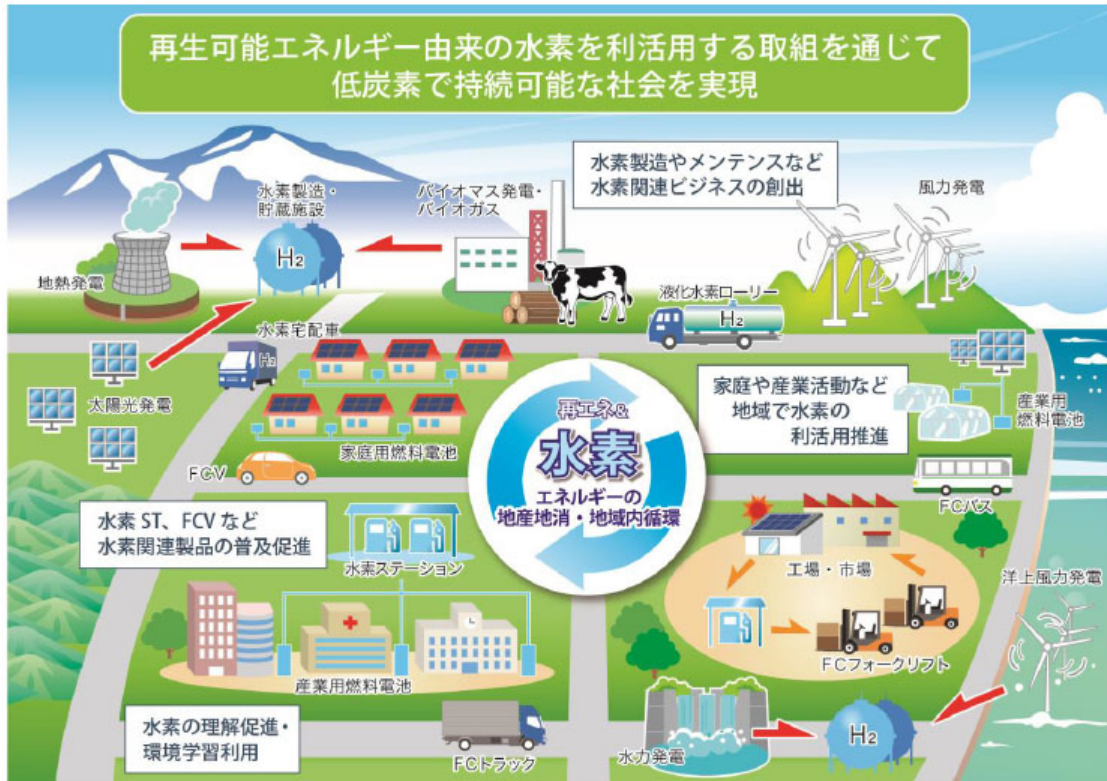 再生可能エネルギー由来の水素を利活用する取組を通じて
低炭素で持続可能な社会を実現
水素製造やメンテンスなど
水素関連ビジネスの創出
風力発電
水素製造・
貯蔵施設
バイオマス発電・
バイオガス
H2
地熱発電
液化水素ローリー
H2
水素宅配車
H2
太陽光発電
家庭用燃料電池
再エネ&
水素
エネルギーの
地産地消・地域内循環
家庭や産業活動など
地域で水素の
利活用推進
産業用
燃料電池
FCV
FCバス
水素 ST、FCV など
水素関連製品の普及促進
水素ステーション
工場・市場
洋上風力発電
FCフォークリフト
産業用燃料電池
水素の理解促進・
環境学習利用
FCトラック
水力発電
H2